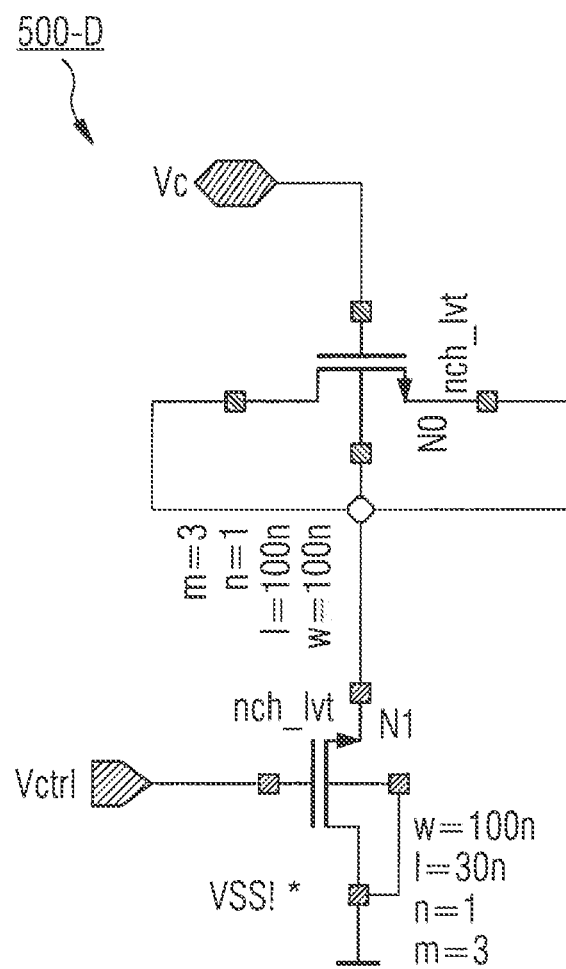 500-D
Vc
nch_lvt
N0
m=3
n=1
l=100n
w=100n
nch_lvt
N1
Vctrl
w=100n
l=30n
n=1
m=3
VSS! *